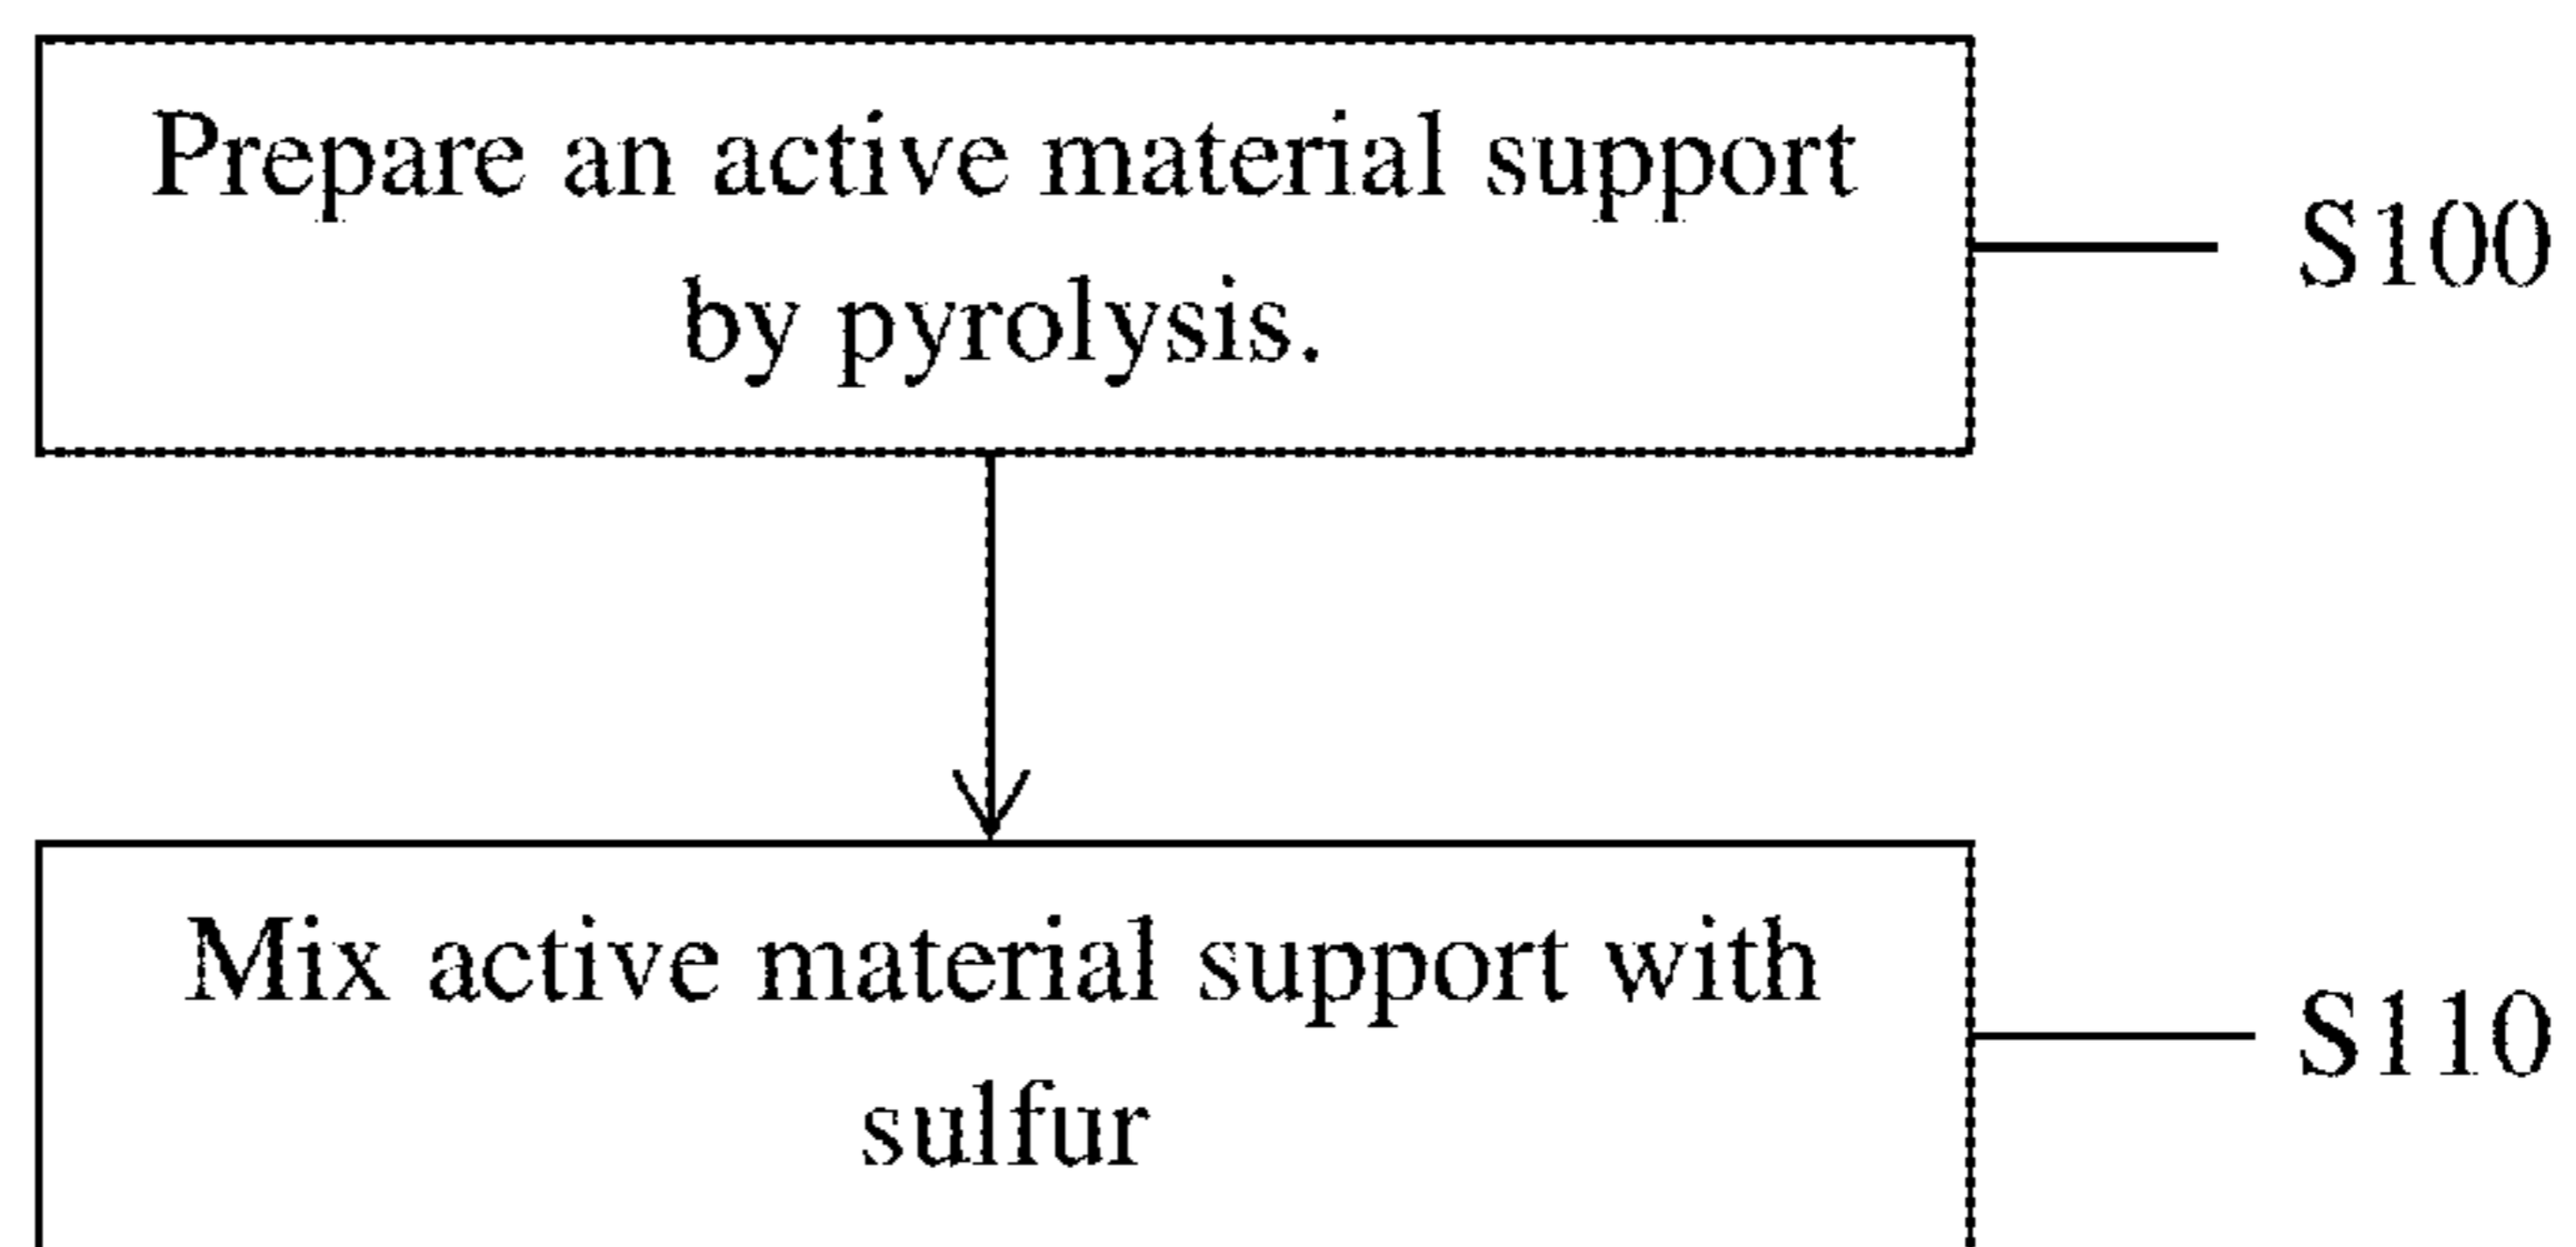 Prepare an active material support
by pyrolysis.
S100
Mix active material support with
sulfur
S110